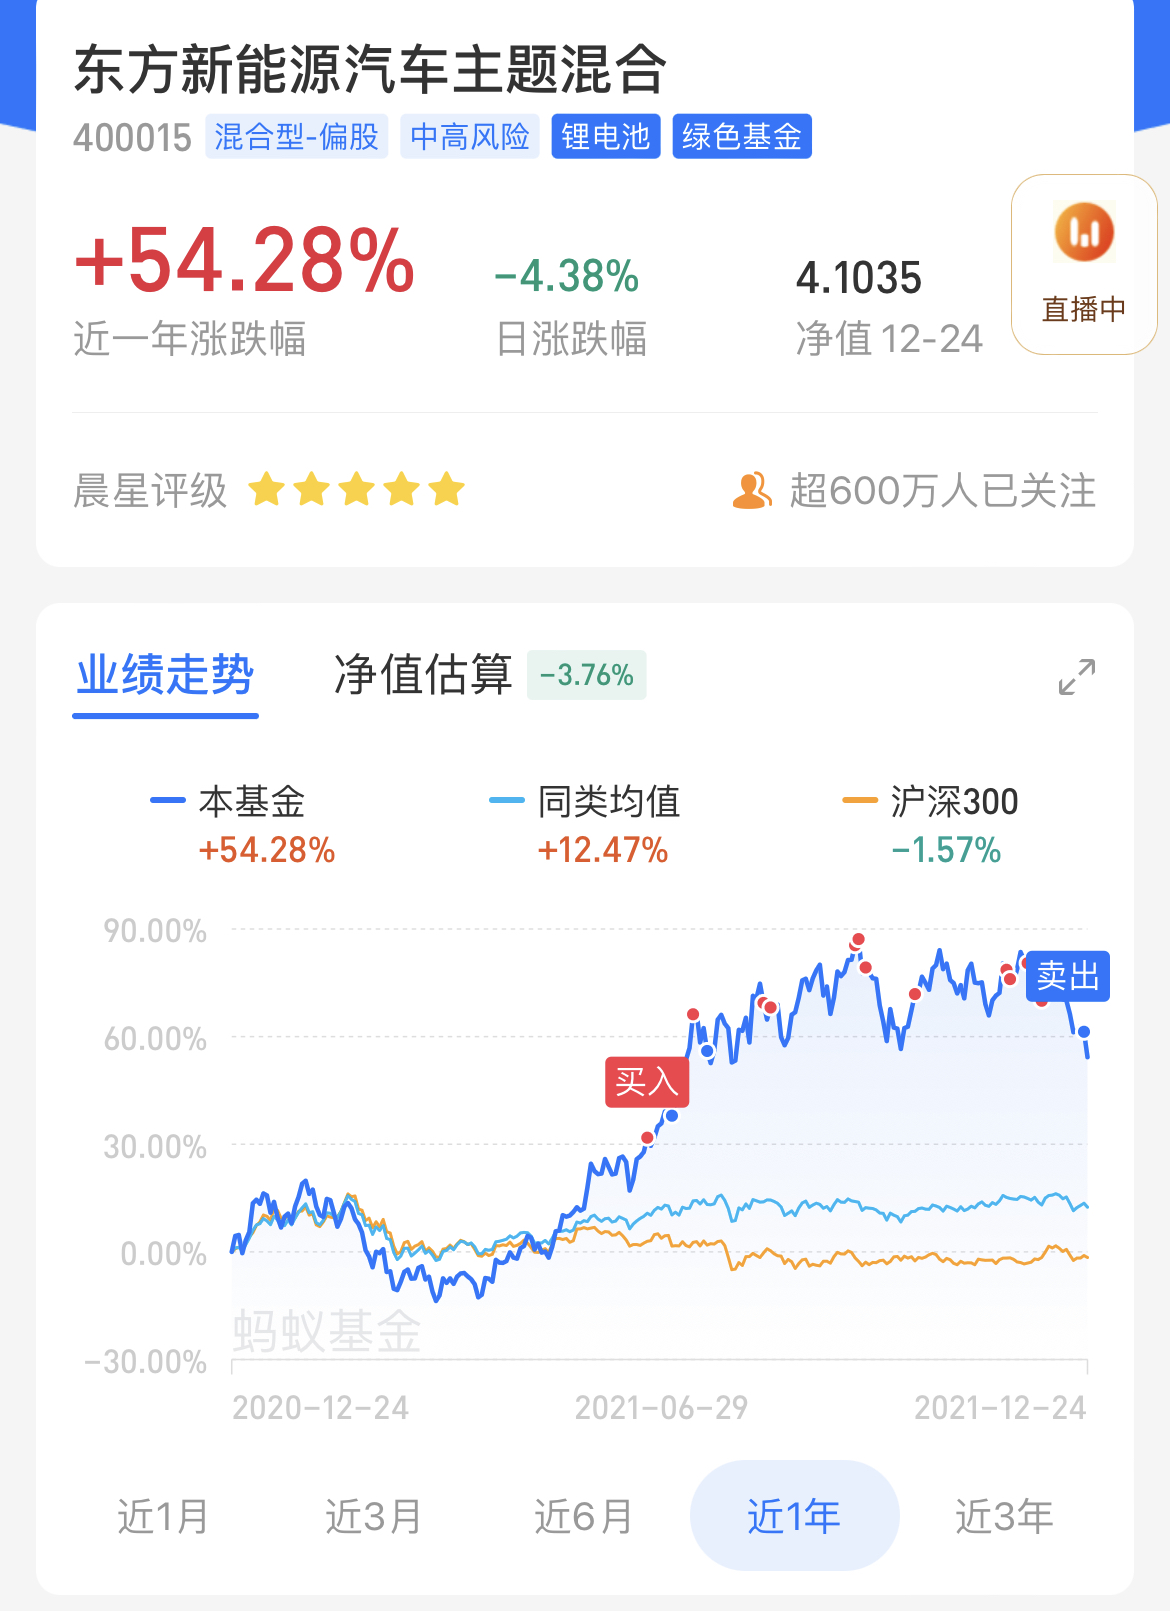 东方新能源汽车主题混合
400015 混合型-偏股 中高风险 锂电池 绿色基金
+54.28% -4.38% 4.1035
近一年涨跌幅 日涨跌幅 净值 12-24
直播中
晨星评级 超600万人已关注
业绩走势 净值估算 -3.76%
本基金 同类均值 沪深300
+54.28% +12.47% -1.57%
90.00%
卖出
60.00%
买入
30.00%
0.00%
蚂蚁基金
-30.00%
2020-12-24 2021-06-29 2021-12-24
近1月 近3月 近6月 近1年 近3年